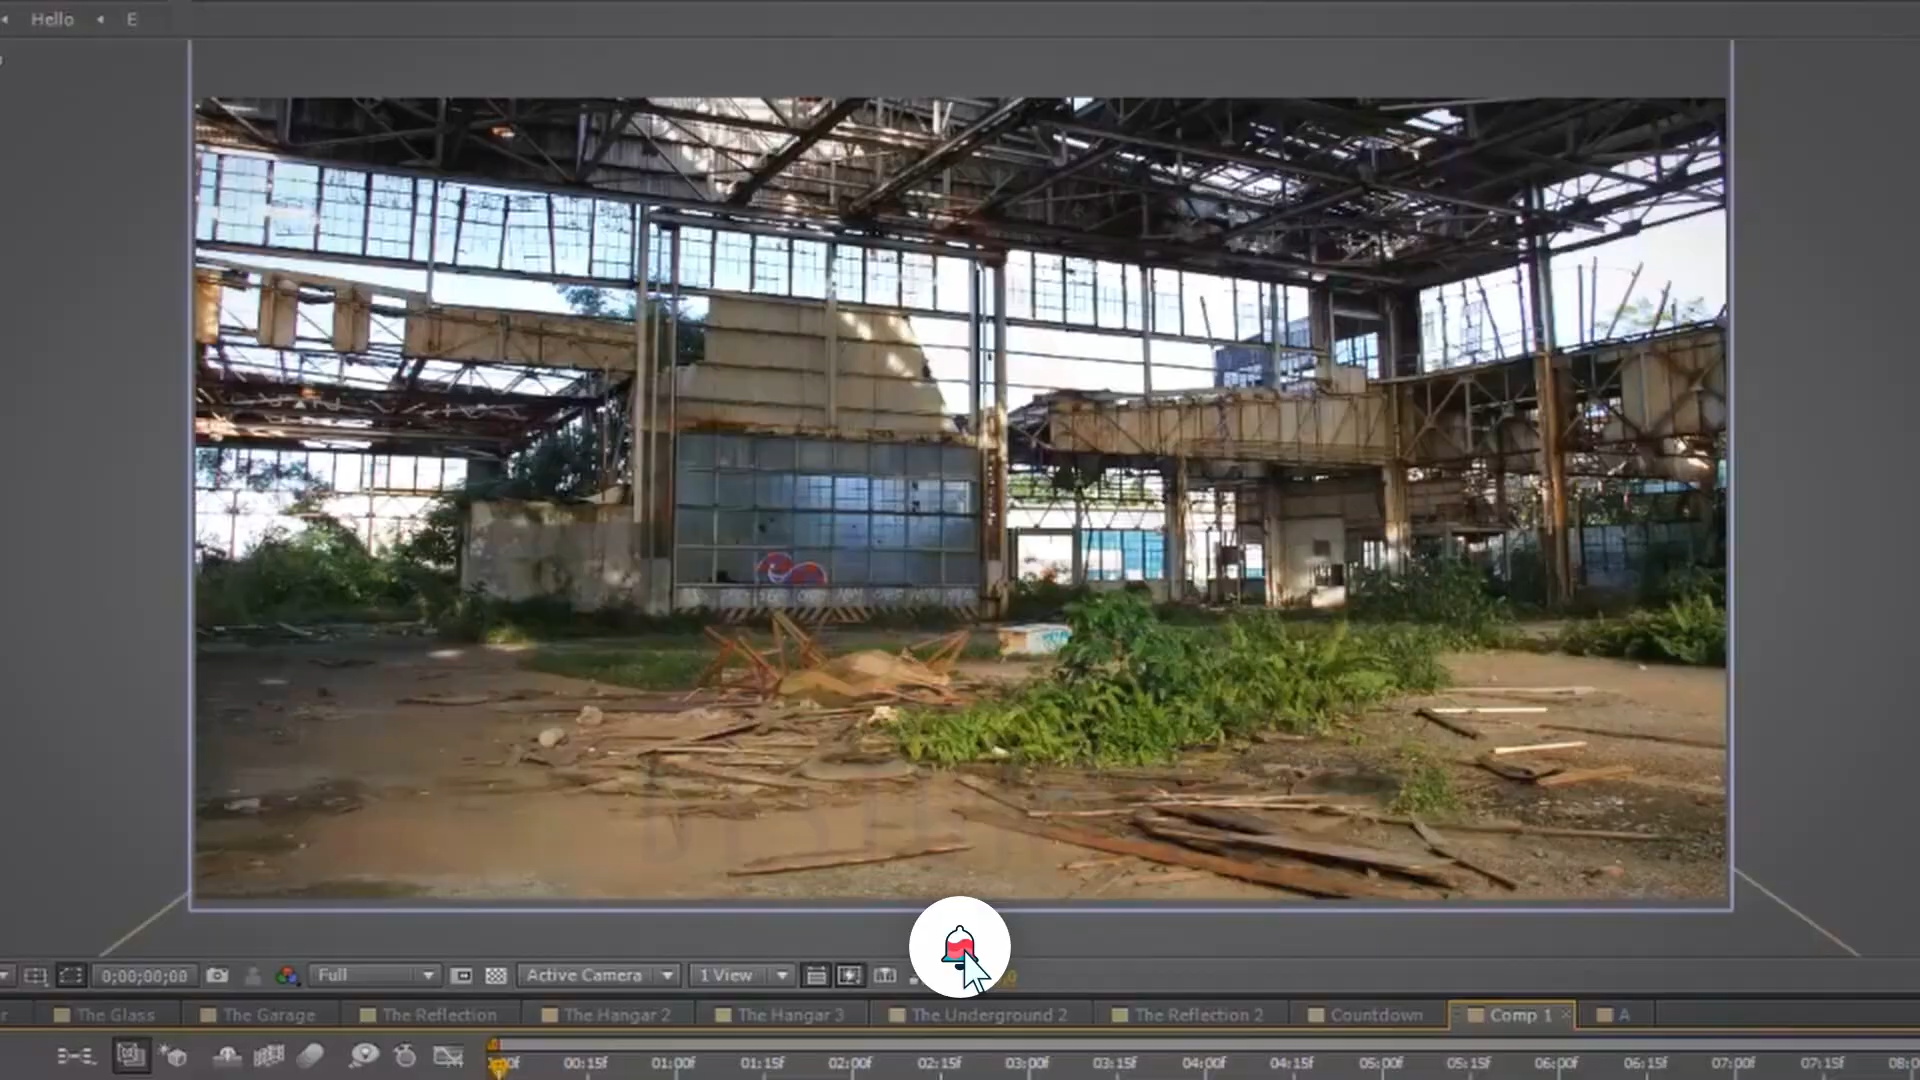 Hello E
0;00;00;00 Full Active Camera 1 View
The Glass The Garage The Reflection The Hangar 2 The Hangar 3 The Underground 2 The Reflection 2 Countdown Comp 1 A
00:15f 01:00f 01:15f 02:00f 02:15f 03:00f 03:15f 04:00f 04:15f 05:00f 05:15f 06:00f 06:15f 07:00f 07:15f